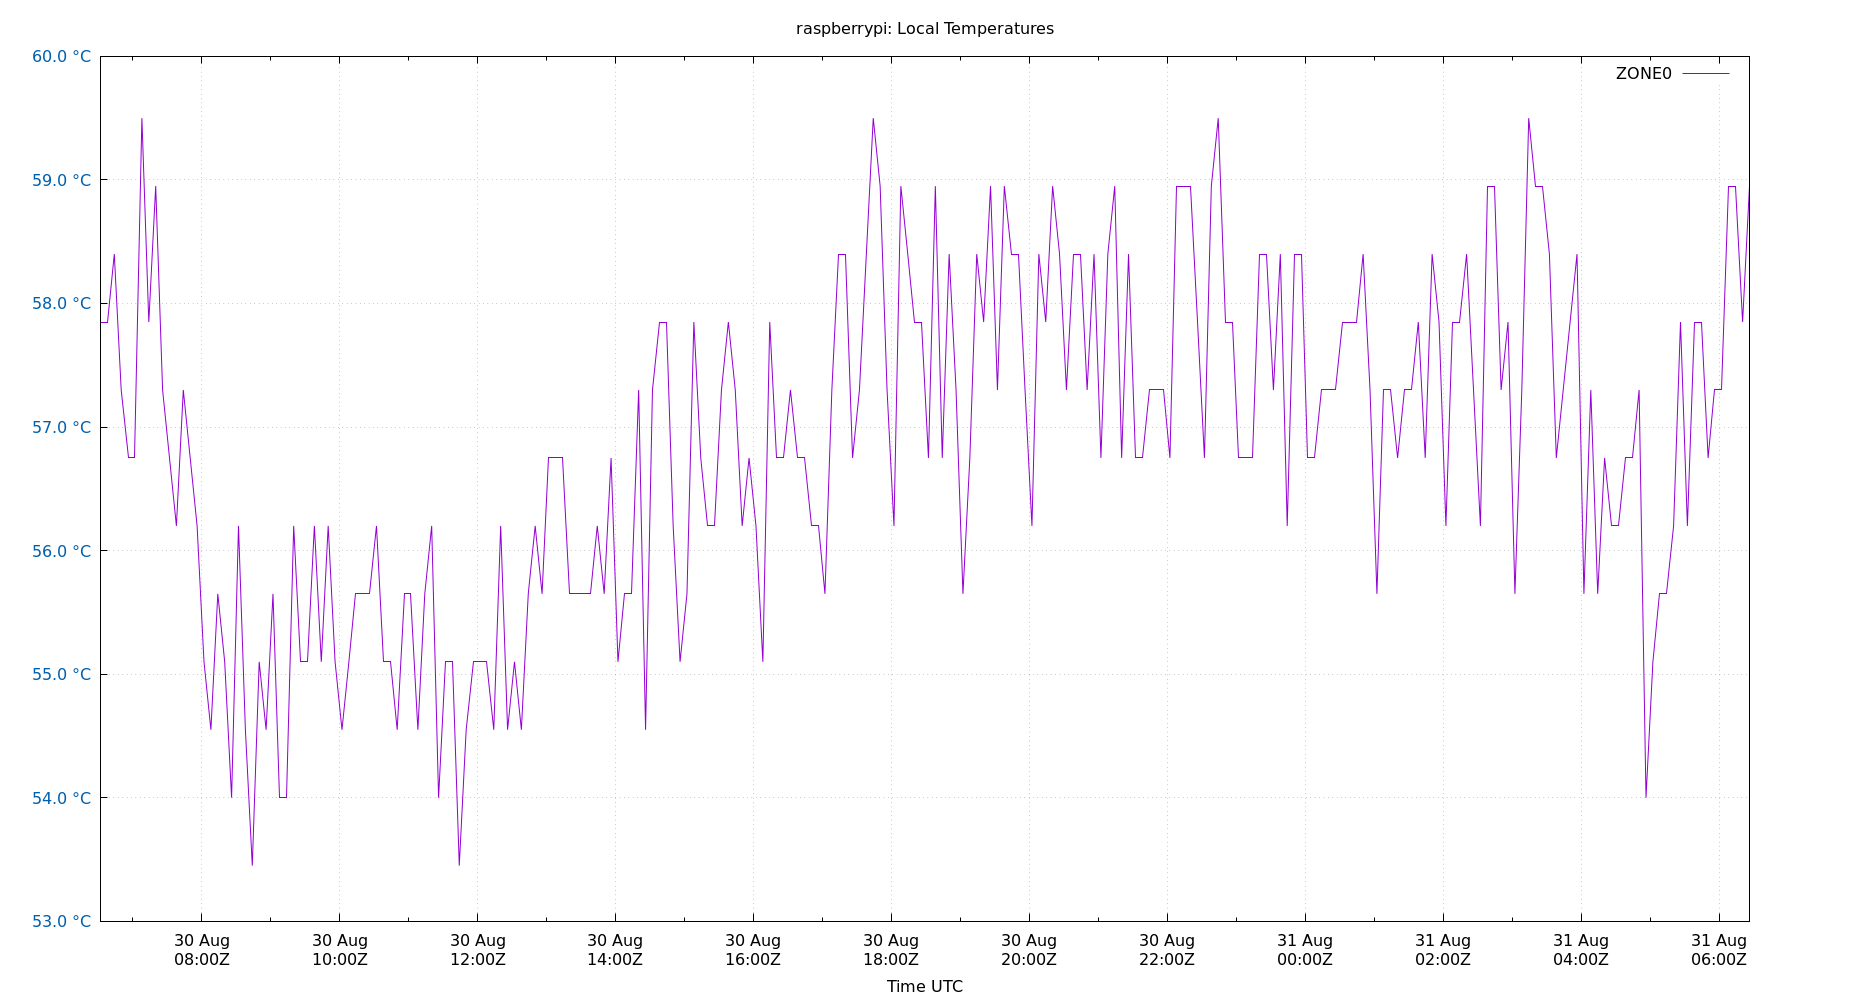 raspberrypi: Local Temperatures
60.0 °C
ZONE0
59.0 °C
58.0 °C
57.0 °C
56.0 °C
55.0 °C
54.0 °C
53.0 °C
30 Aug 30 Aug 30 Aug 30 Aug 30 Aug 30 Aug 30 Aug 30 Aug 31 Aug 31 Aug 31 Aug 31 Aug
08:00Z 10:00Z 12:00Z 14:00Z 16:00Z 18:00Z 20:00Z 22:00Z 00:00Z 02:00Z 04:00Z 06:00Z
Time UTC